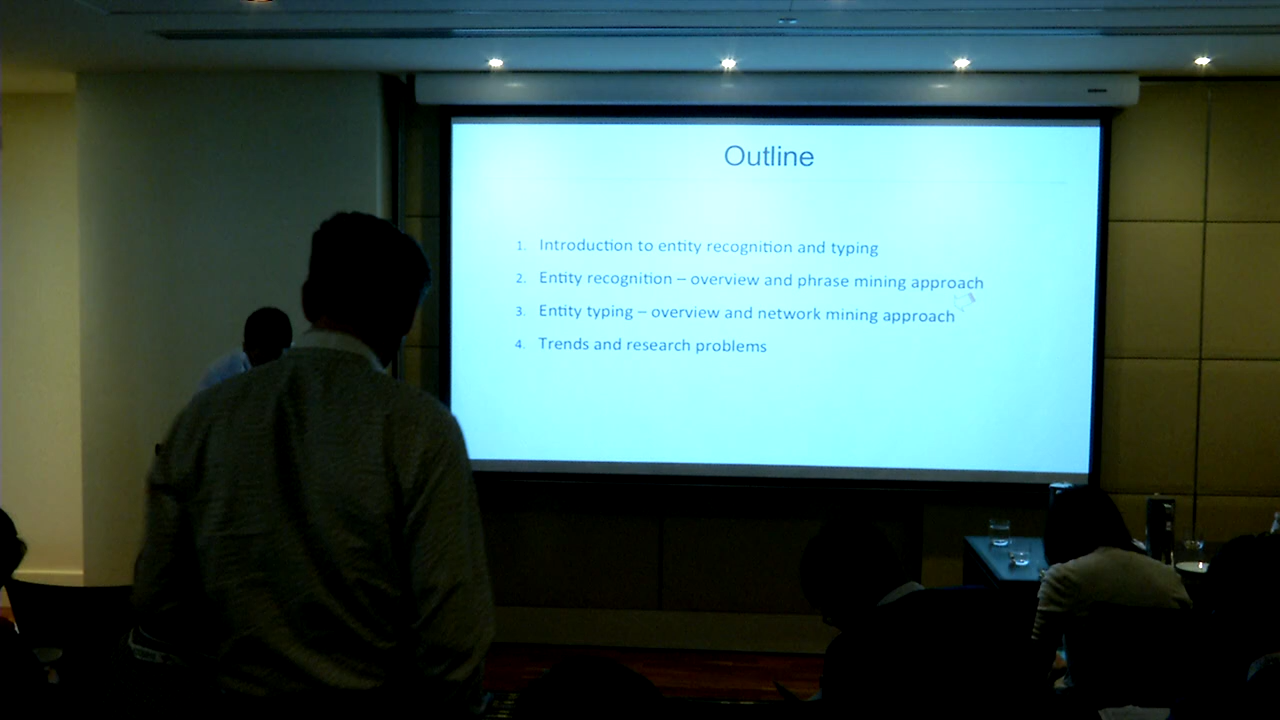 Outline
1. Introduction to entity recognition and typing
2. Entity recognition – overview and phrase mining approach
3. Entity typing – overview and network mining approach
4. Trends and research problems